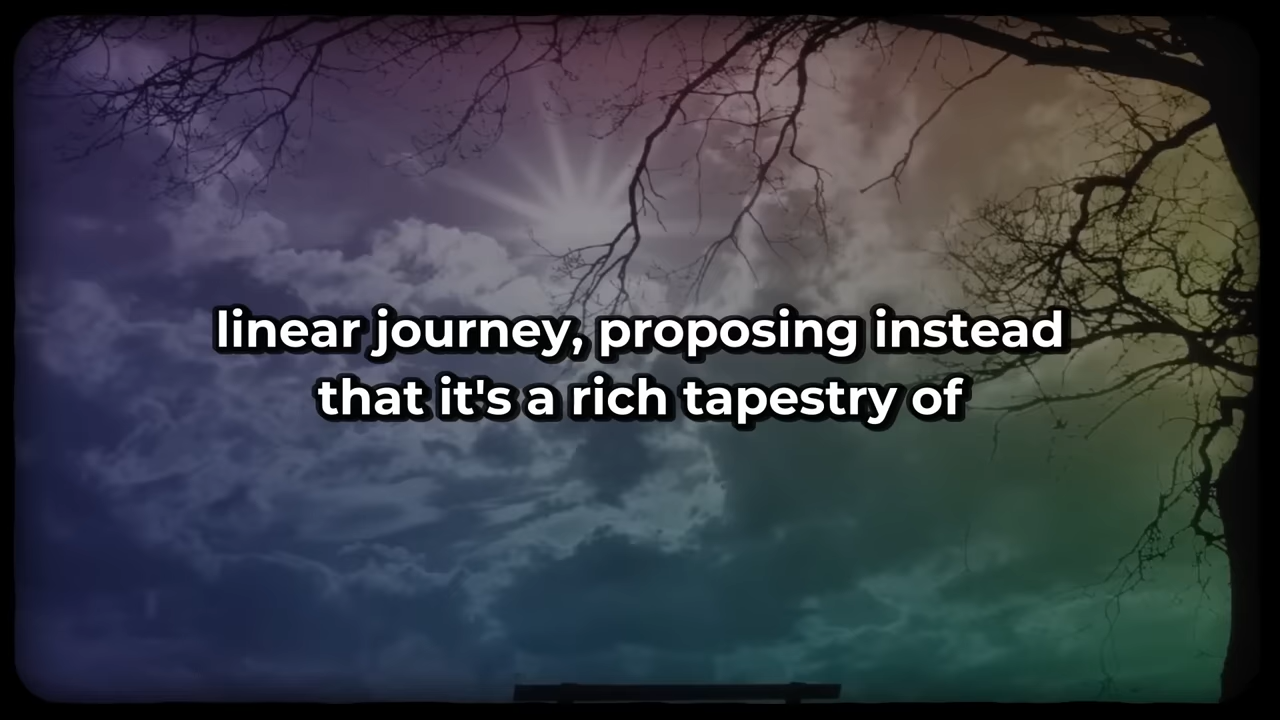 linear journey, proposing instead
that it's a rich tapestry of